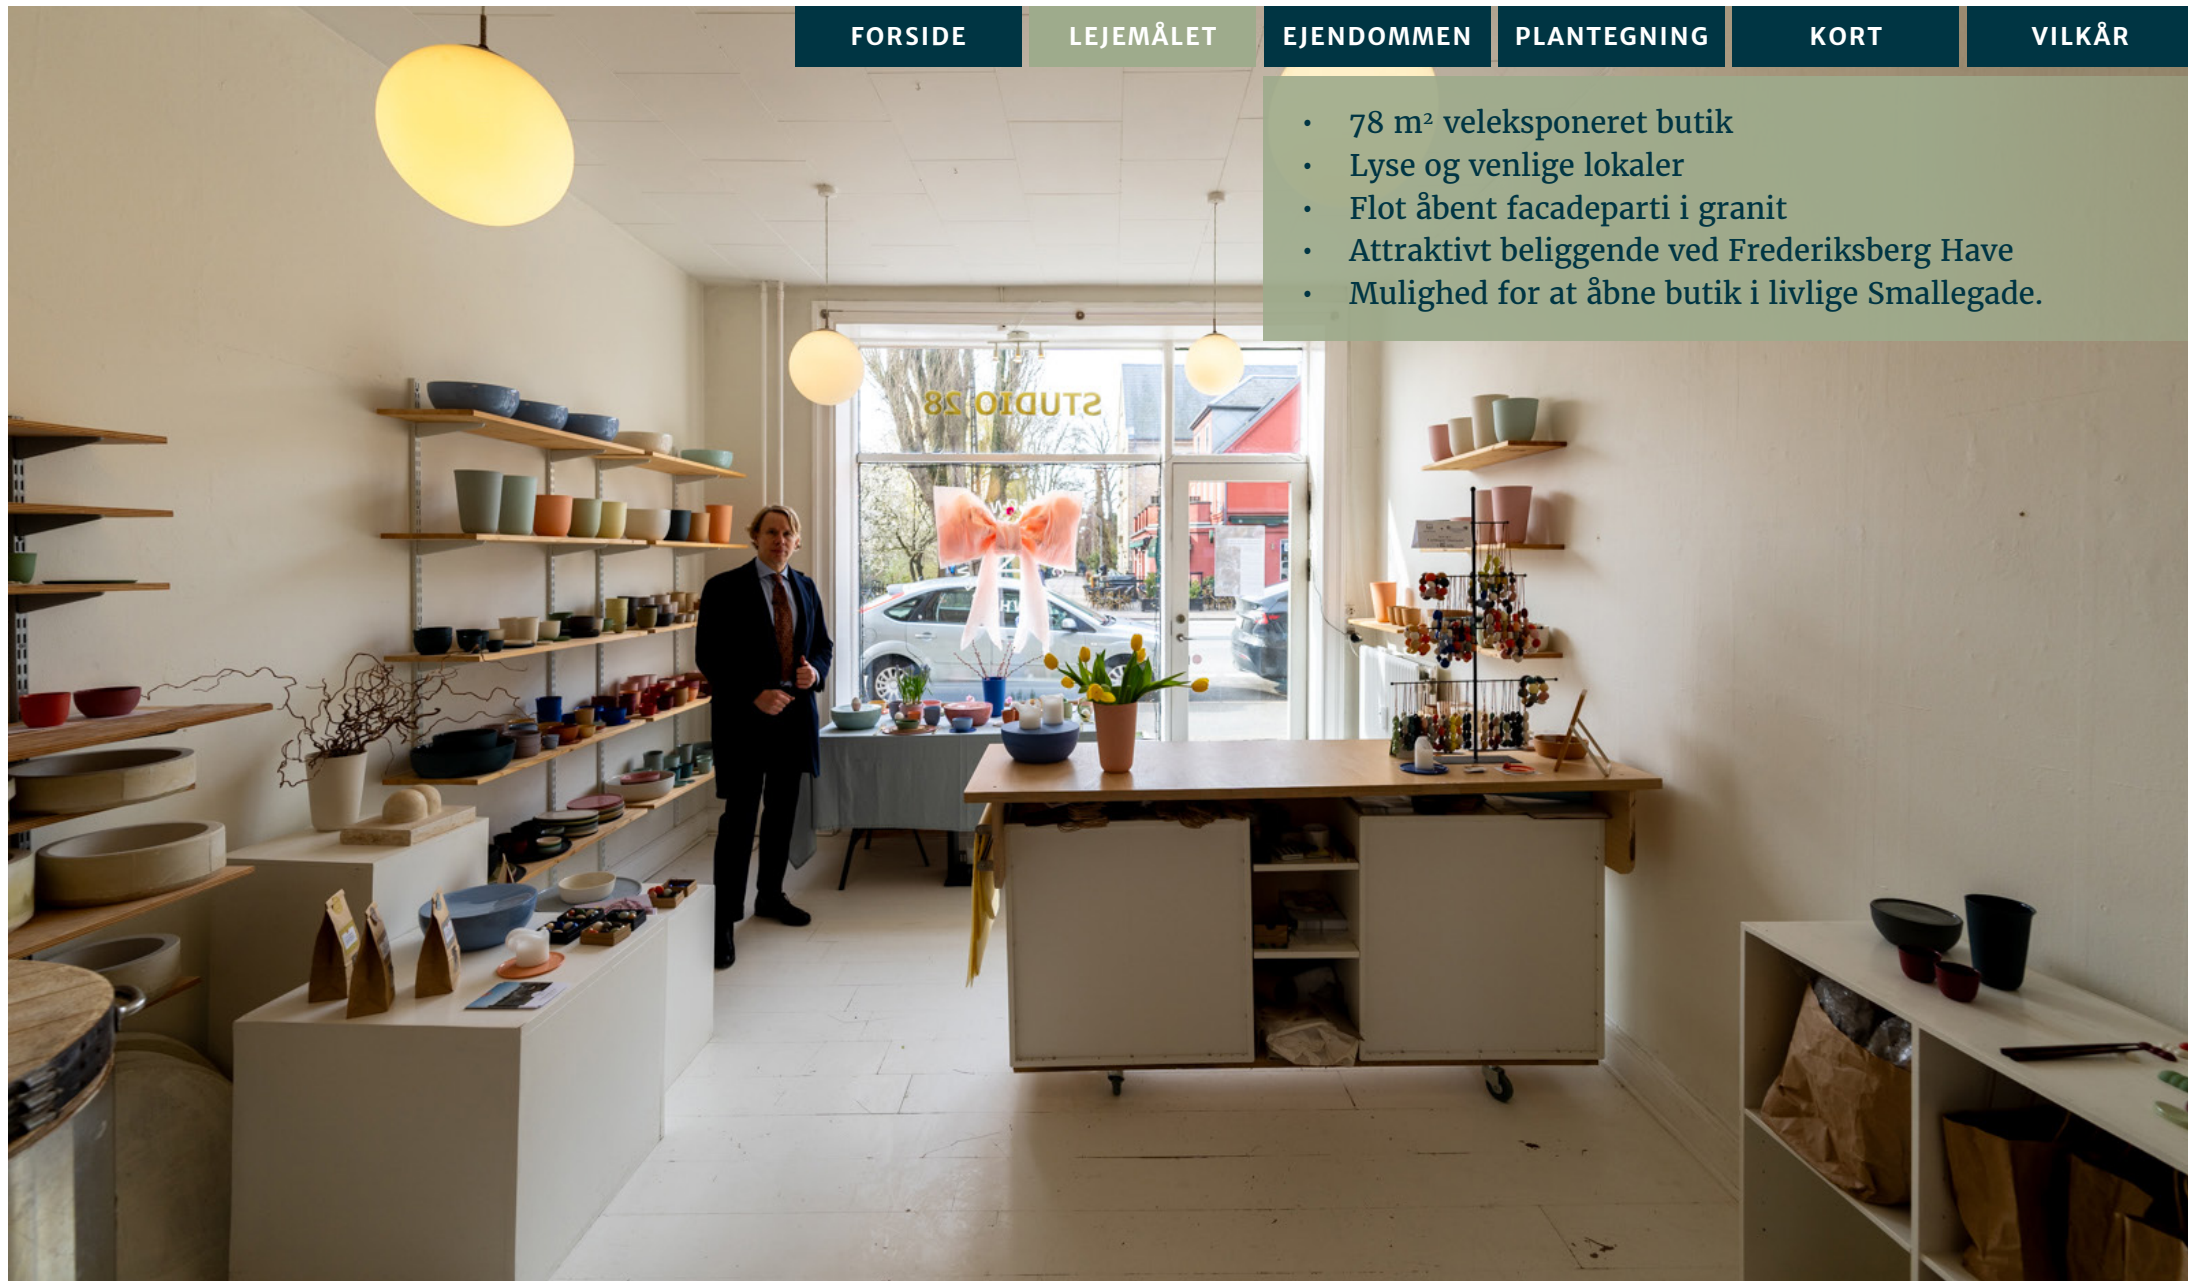 FORSIDE
LEJEMÅLET
EJENDOMMEN
PLANTEGNING
KORT
VILKÅR
• 78 m² veleksponeret butik
• Lyse og venlige lokaler
• Flot åbent facadeparti i granit
• Attraktivt beliggende ved Frederiksberg Have
• Mulighed for at åbne butik i livlige Smallegade.
STUDIO 28